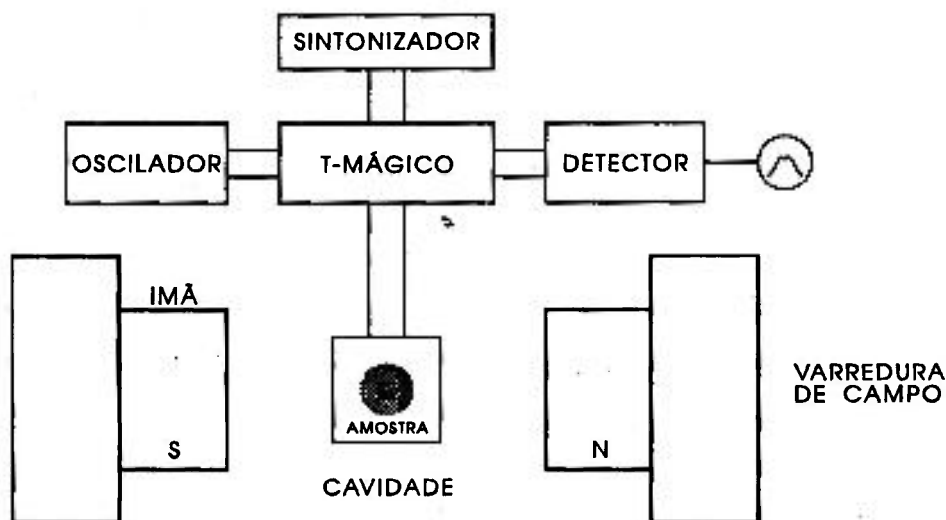 SINTONIZADOR
OSCILADOR
T-MÁGICO
DETECTOR
IMÃ
S
AMOSTRA
CAVIDADE
N
VARREDURA
DE CAMPO